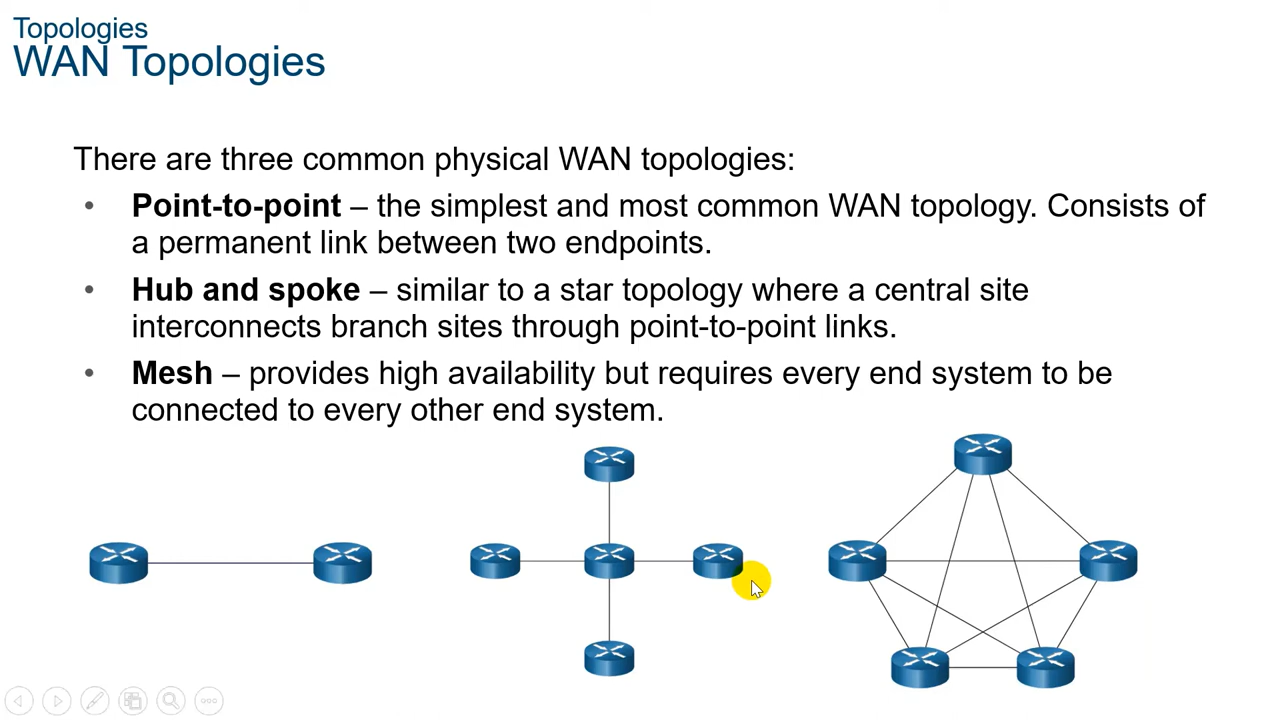 Topologies
WAN Topologies
There are three common physical WAN topologies:
• Point-to-point – the simplest and most common WAN topology. Consists of
a permanent link between two endpoints.
• Hub and spoke – similar to a star topology where a central site
interconnects branch sites through point-to-point links.
• Mesh – provides high availability but requires every end system to be
connected to every other end system.